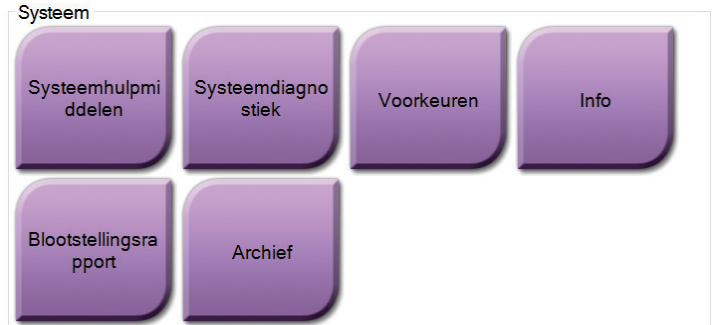 Systeem
Systeemhulpmi
ddelen
Systeemdiagno
stiek
Voorkeuren
Info
Blootstellingsra
pport
Archief